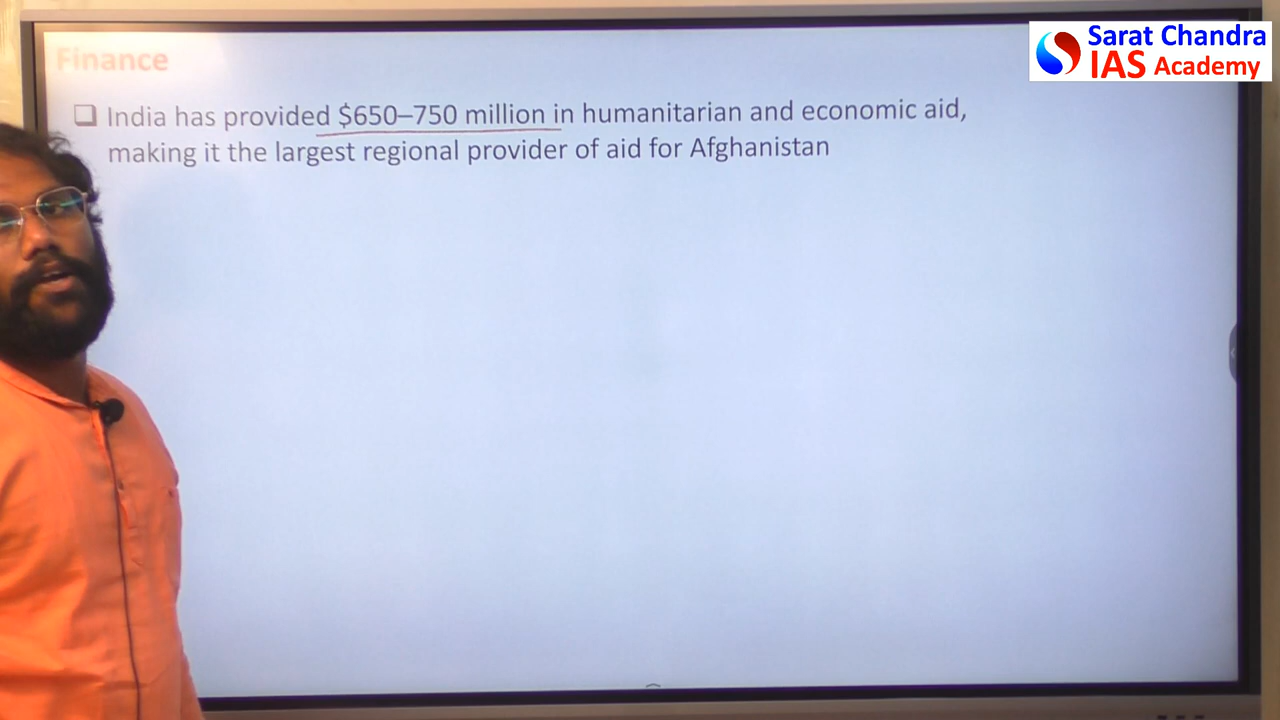 Finance
Sarat Chandra
IAS Academy
❑ India has provided $650–750 million in humanitarian and economic aid,
making it the largest regional provider of aid for Afghanistan